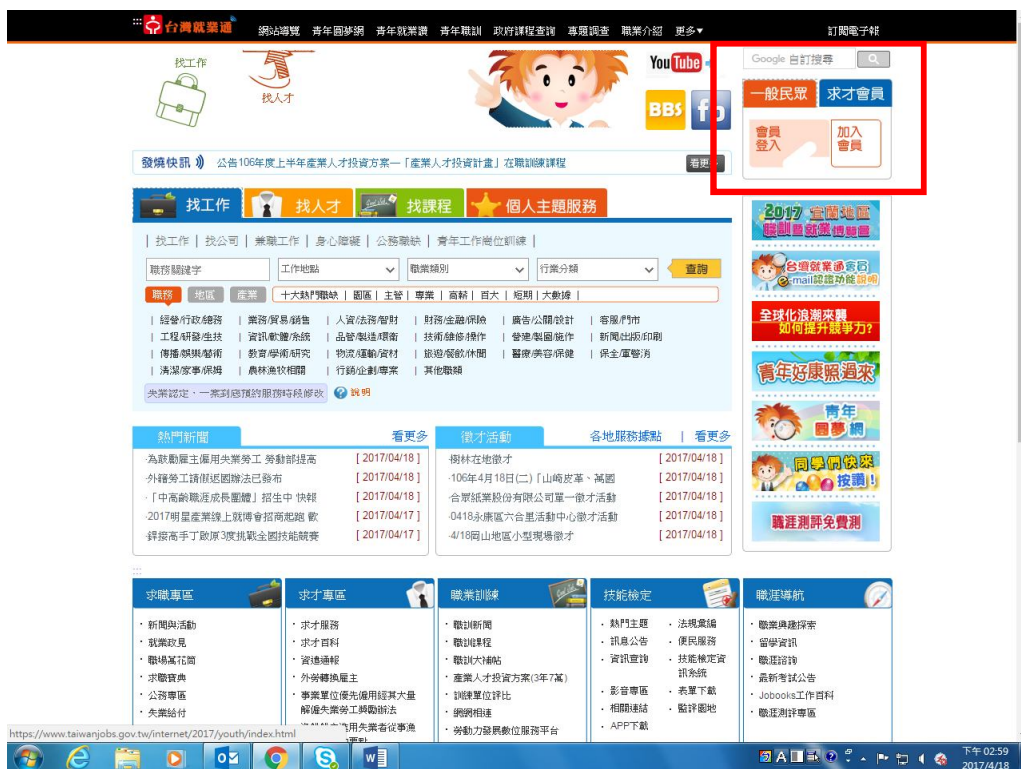 台灣就業通 網站導覽 青年圓夢網 青年就業讚 青年職訓 政府課程查詢 專題調查 職業介紹 更多▾ 訂閱電子報
找工作
找人才
YouTube
BBS fb
Google 自訂搜尋
一般民眾 求才會員
會員登入
加入會員
發燒快訊 公告106年度上半年產業人才投資方案—「產業人才投資計畫」在職訓練課程
找工作 找人才 找課程 個人主題服務
| 找工作 | 找公司 | 兼職工作 | 身心障礙 | 公務職缺 | 青年工作崗位訓練 |
職務關鍵字 工作地點 職業類別 行業分類 查詢
職務 地區 產業 十大熱門職缺 | 園區 | 主管 | 專業 | 高薪 | 百大 | 短期 | 大數據 |
| 經營/行政/總務 | 業務/貿易/銷售 | 人資/法務/智財 | 財務/金融/保險 | 廣告/公關/設計 | 客服/門市
| 工程/研發/生技 | 資訊/軟體/系統 | 品管/製造/環衛 | 技術/維修/操作 | 營建/製圖/施作 | 新聞/出版/印刷
| 傳播/娛樂/藝術 | 教育/學術/研究 | 物流/運輸/資材 | 旅遊/餐飲/休閒 | 醫療/美容/保健 | 保全/軍警消
| 清潔/家事/保姆 | 農林漁牧相關 | 行銷/企劃/專案 | 其他職類
失業認定、一案到底預約服務時段修改 說明
熱門新聞 看更多
·為鼓勵雇主僱用失業勞工 勞動部提高 [ 2017/04/18 ]
·外籍勞工請假返國辦法已發布 [ 2017/04/18 ]
·「中高齡職涯成長團體」招生中 快報 [ 2017/04/18 ]
·2017明星產業線上就博會招商起跑 歡 [ 2017/04/17 ]
·銲接高手丁啟原3度挑戰全國技能競賽 [ 2017/04/17 ]
徵才活動 各地服務據點 | 看更多
·樹林在地徵才 [ 2017/04/18 ]
·106年4月18日(二)「山崎皮革、萬國 [ 2017/04/18 ]
·合眾紙業股份有限公司單一徵才活動 [ 2017/04/18 ]
·0418永康區六合里活動中心徵才活動 [ 2017/04/18 ]
·4/18岡山地區小型現場徵才 [ 2017/04/18 ]
2017 宜蘭地區
職訓暨就業博覽會
台灣就業通會員
e-mail認證功能說明
全球化浪潮來襲
如何提升競爭力?
青年好康照過來
青年
圓夢網
同學們快來
按讚!
職涯測評免費測
求職專區
· 新聞與活動
· 就業政見
· 職場萬花筒
· 求職寶典
· 公務專區
· 失業給付
求才專區
· 求才服務
· 求才百科
· 資遣通報
· 外勞轉換雇主
· 事業單位優先僱用經其大量
解僱失業勞工獎勵辦法
用失業者從事漁
職業訓練
· 職訓新聞
· 職訓課程
· 職訓大補帖
· 產業人才投資方案(3年7萬)
· 訓練單位評比
· 網網相連
· 勞動力發展數位服務平台
技能檢定
· 熱門主題 · 法規彙編
· 訊息公告 · 便民服務
· 資訊查詢 · 技能檢定資
訊系統
· 影音專區 · 表單下載
· 相關連結 · 監評園地
· APP下載
職涯導航
· 職業興趣探索
· 留學資訊
· 職涯諮詢
· 最新考試公告
· Jobooks工作百科
· 職涯測評專區
https://www.taiwanjobs.gov.tw/internet/2017/youth/index.html
下午 02:59
2017/4/18